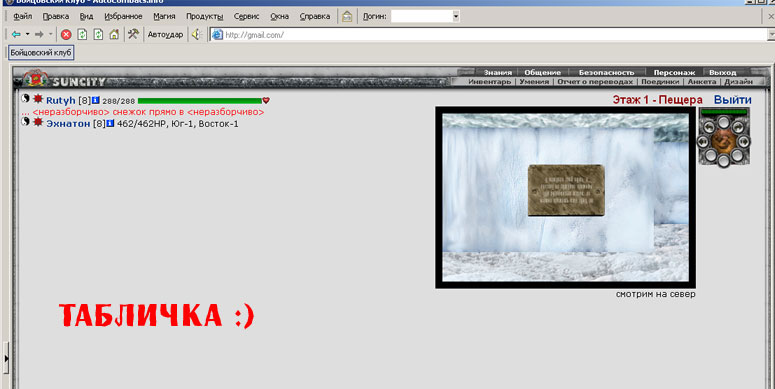 Бойцовский клуб - Autocombats.info
Файл Правка Вид Избранное Магия Продукты Сервис Окна Справка Логин:
Автоудар http://gmail.com/
Бойцовский клуб
SUNCITY
Знания Общение Безопасность Персонаж Выход
Инвентарь Умения Отчет о переводах Поединки Анкета Дизайн
Rutyh [8] 288/288
Этаж 1 - Пещера Выйти
... <неразборчиво> снежок прямо в <неразборчиво>
Эхнатон [8] 462/462HP, Юг-1, Восток-1
смотрим на север
ТАБЛИЧКА :)